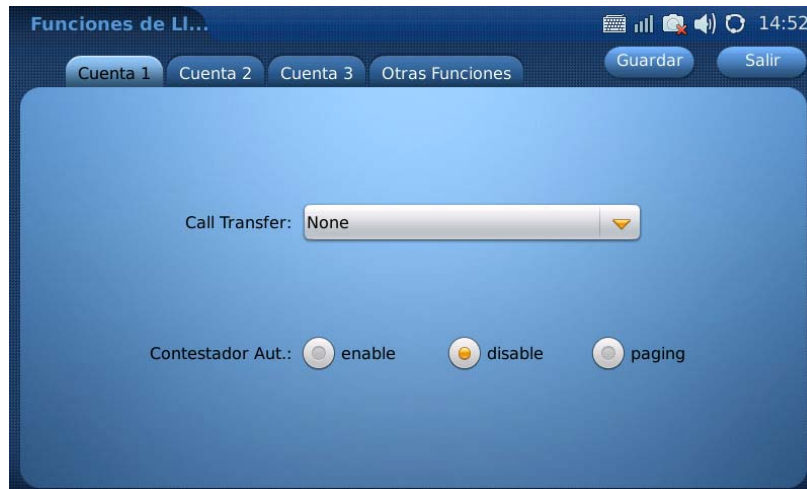 Funciones de Ll...
14:52
Cuenta 1 Cuenta 2 Cuenta 3 Otras Funciones Guardar Salir
Call Transfer: None
Contestador Aut.: enable disable paging